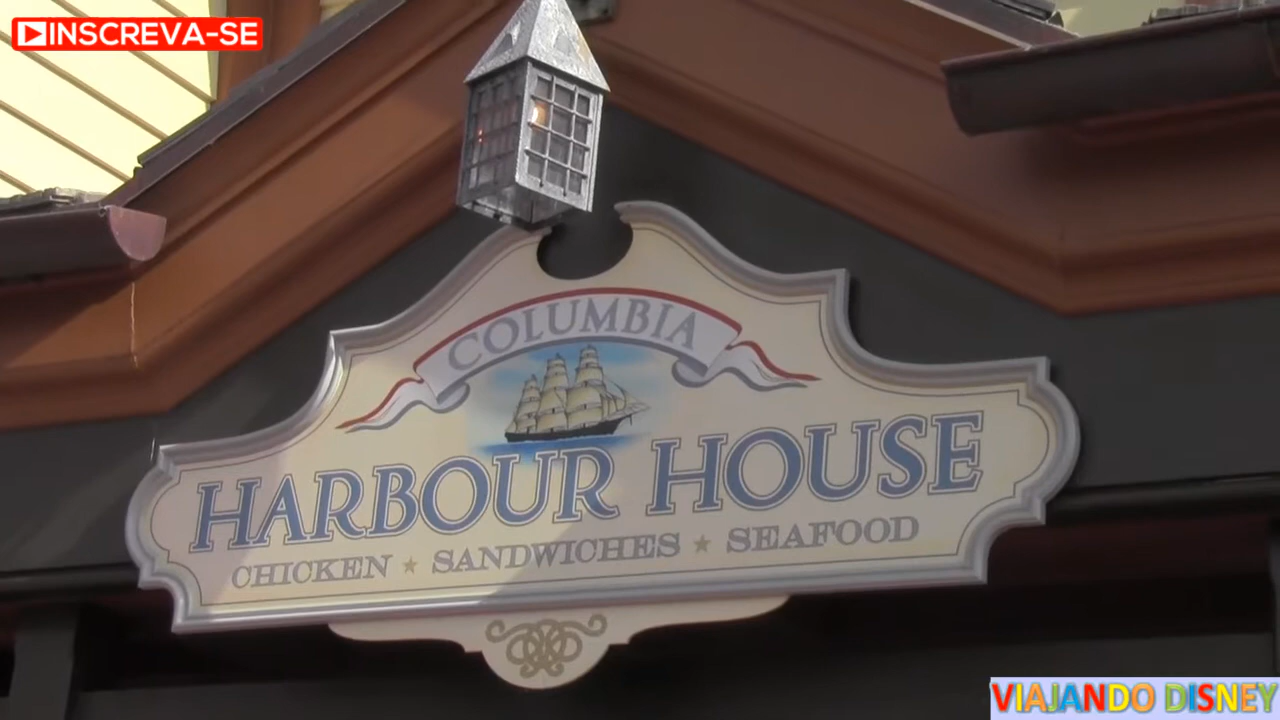 INSCREVA-SE
COLUMBIA
HARBOUR HOUSE
CHICKEN ★ SANDWICHES ★ SEAFOOD
VIAJANDO DISNEY